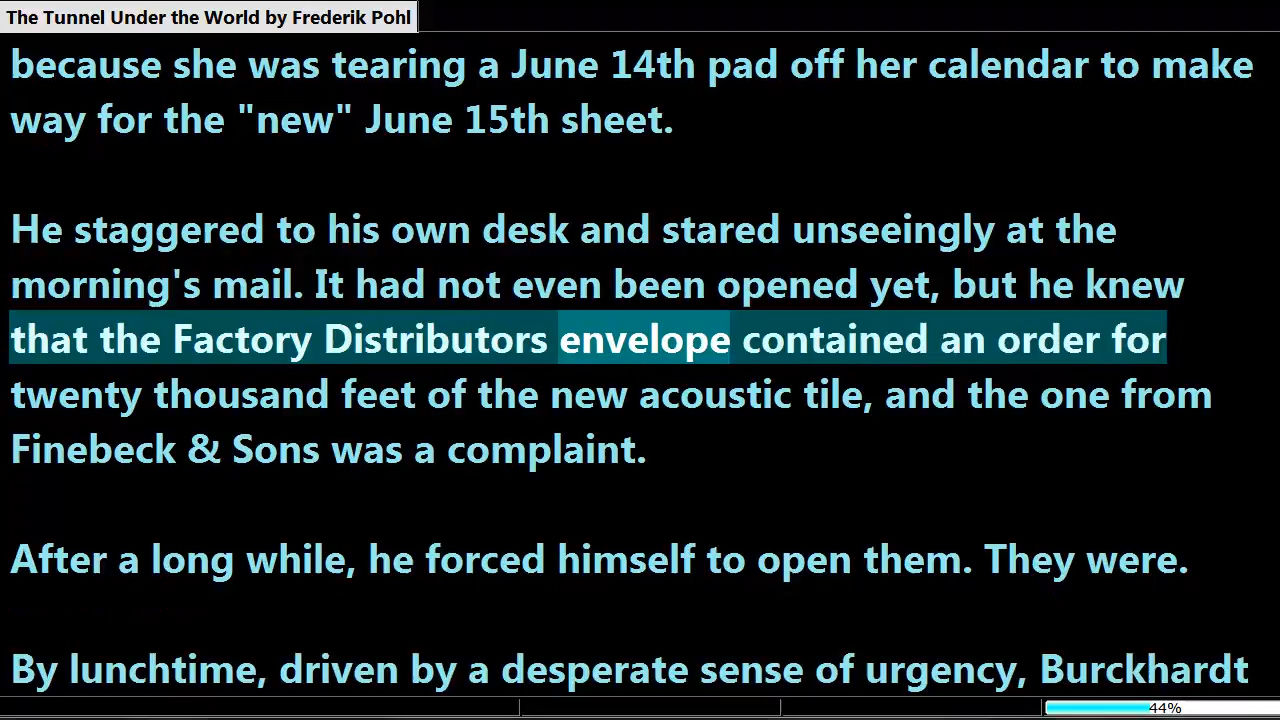 The Tunnel Under the World by Frederik Pohl
because she was tearing a June 14th pad off her calendar to make
way for the "new" June 15th sheet.
He staggered to his own desk and stared unseeingly at the
morning's mail. It had not even been opened yet, but he knew
that the Factory Distributors envelope contained an order for
twenty thousand feet of the new acoustic tile, and the one from
Finebeck & Sons was a complaint.
After a long while, he forced himself to open them. They were.
By lunchtime, driven by a desperate sense of urgency, Burckhardt
44%